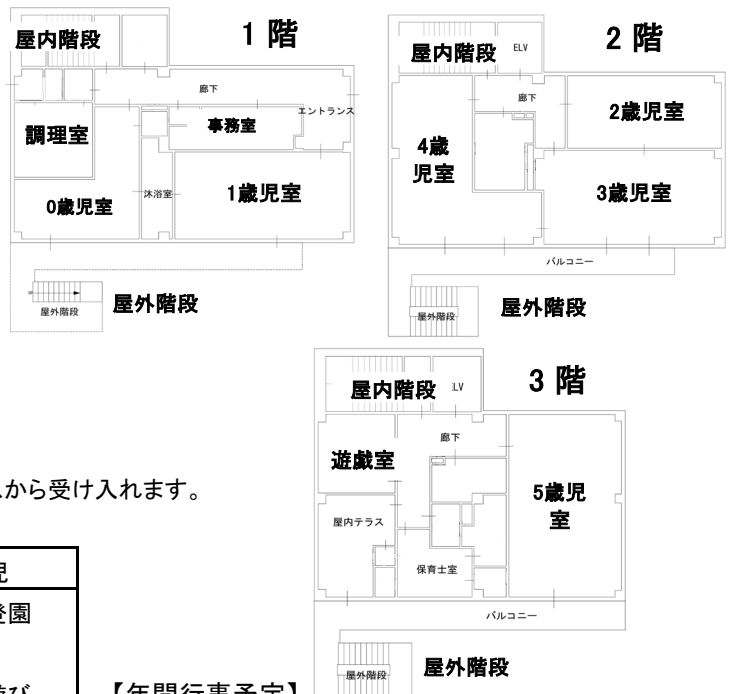 1 階
屋内階段
廊下
エントランス
事務室
調理室
沐浴室
0歳児室
1歳児室
屋外階段
屋外階段
2 階
屋内階段
ELV
廊下
2歳児室
4歳
児室
3歳児室
バルコニー
屋外階段
屋外階段
3 階
屋内階段
廊下
遊戯室
5歳児
室
屋内テラス
保育士室
バルコニー
屋外階段
屋外階段
から受け入れます。
登園
遊び
【年間行事予定】